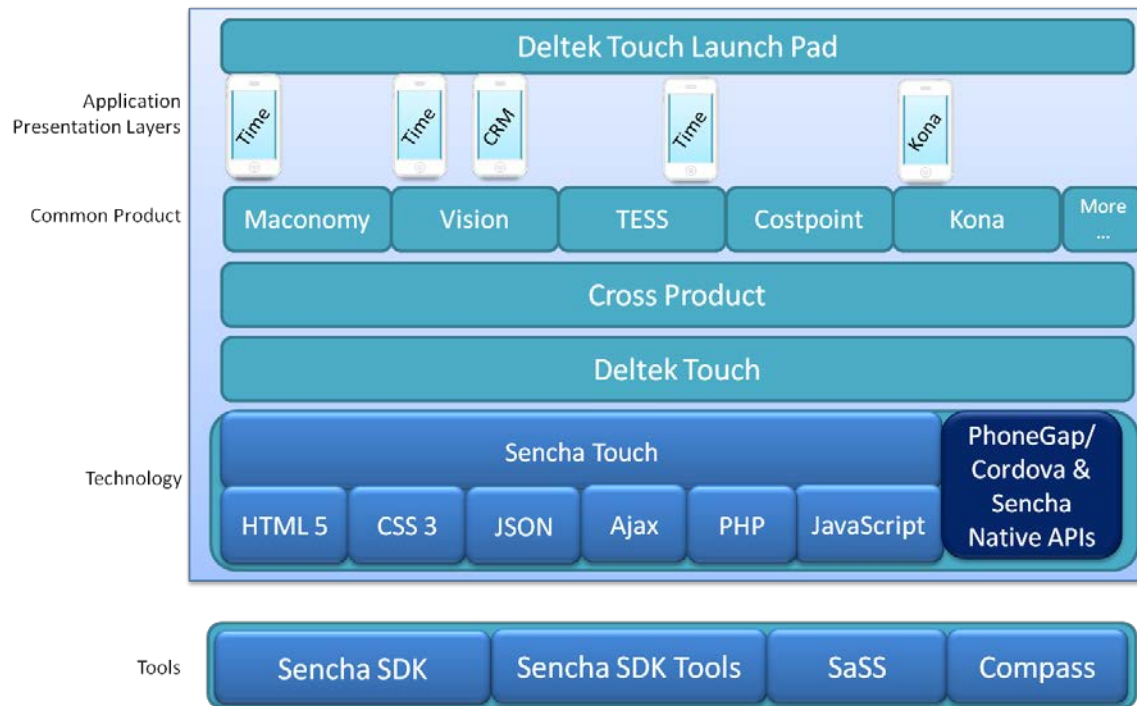 Deltek Touch Launch Pad
Application
Presentation Layers
Time
Time
CRM
Time
Kona
Common Product
Maconomy
Vision
TESS
Costpoint
Kona
More
...
Cross Product
Deltek Touch
Technology
Sencha Touch
PhoneGap/
Cordova &
Sencha
Native APIs
HTML 5
CSS 3
JSON
Ajax
PHP
JavaScript
Tools
Sencha SDK
Sencha SDK Tools
SaSS
Compass